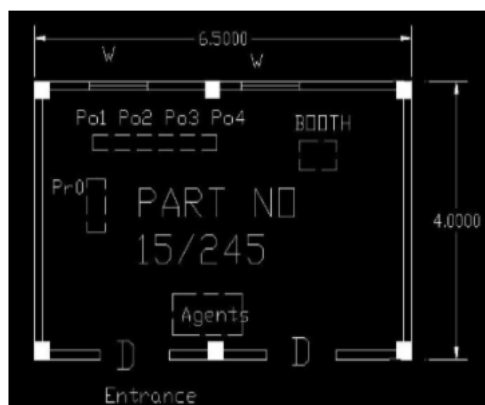 6.5000
W W
Po1 Po2 Po3 Po4
BOOTH
PrO
PART NO
15/245
4.0000
Agents
D D
Entrance